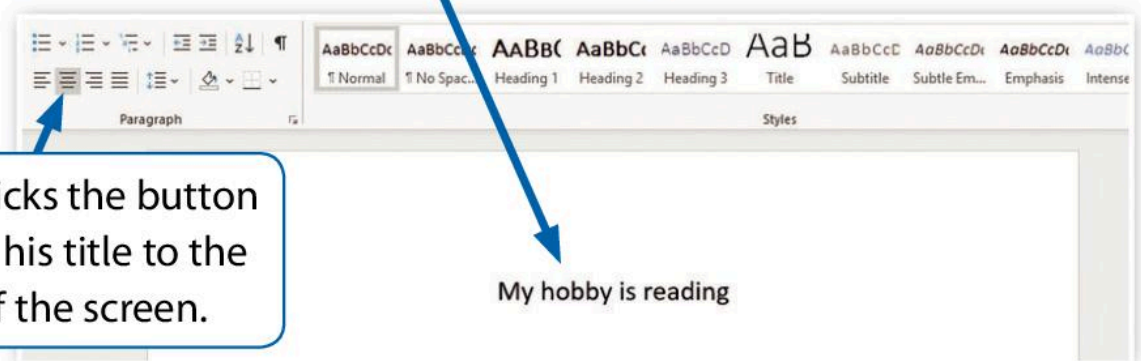 AaBbCcDc AaBbCcDc AABB( AaBbCc AaBbCcD AaB AaBbCcD AaBbCcDc AaBbCcDc AaBbC
¶ Normal ¶ No Spac... Heading 1 Heading 2 Heading 3 Title Subtitle Subtle Em... Emphasis Intense
Paragraph Styles
icks the button
his title to the
f the screen.
My hobby is reading